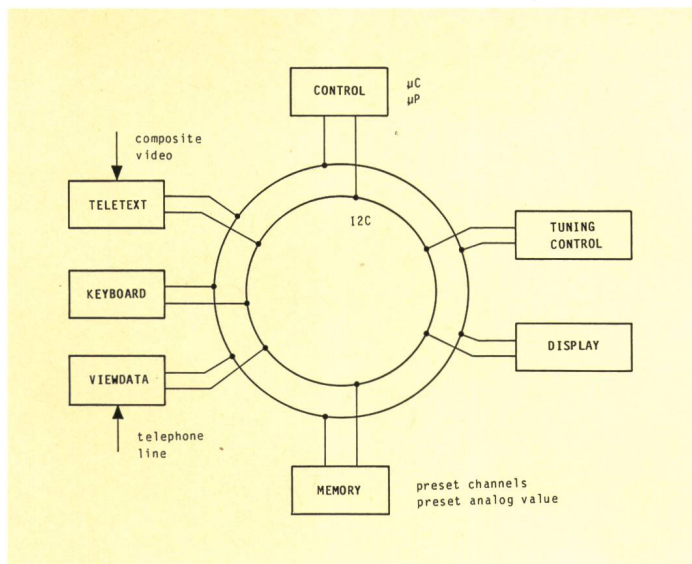 CONTROL
µC
µP
composite
video
TELETEXT
I2C
TUNING
CONTROL
KEYBOARD
DISPLAY
VIEWDATA
telephone
line
MEMORY
preset channels
preset analog value